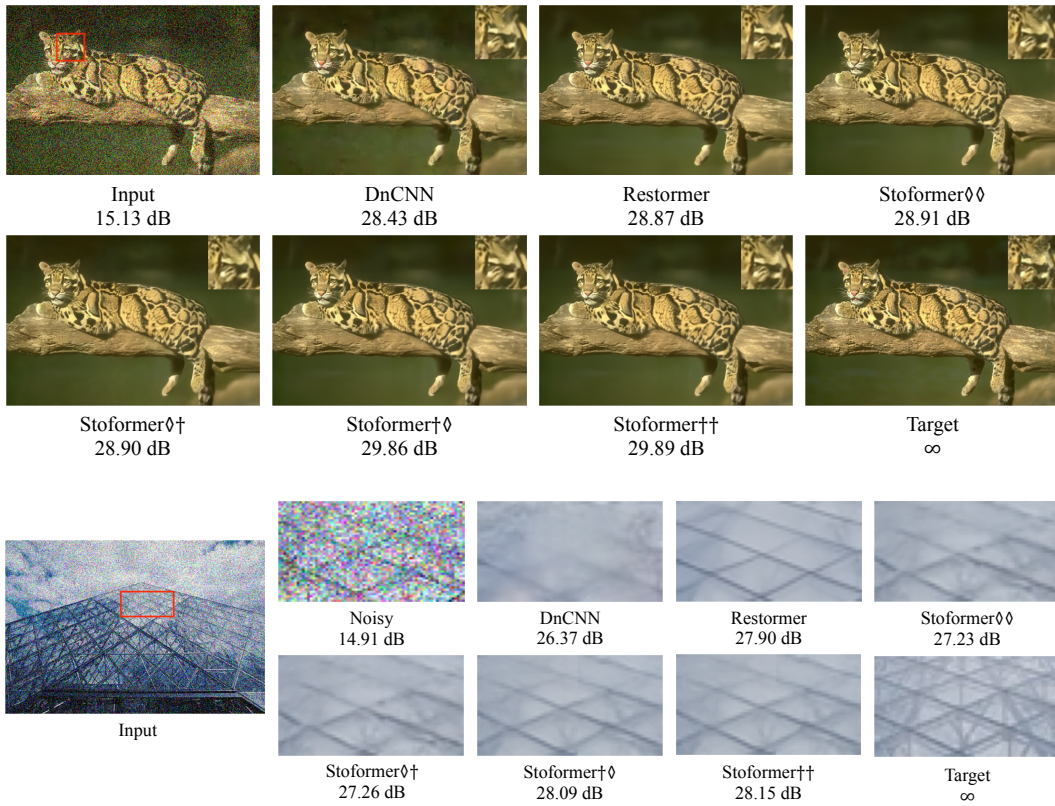 Input
15.13 dB
DnCNN
28.43 dB
Restormer
28.87 dB
Stoformer◊◊
28.91 dB
Stoformer◊†
28.90 dB
Stoformer†◊
29.86 dB
Stoformer††
29.89 dB
Target
∞
Input
Noisy
14.91 dB
DnCNN
26.37 dB
Restormer
27.90 dB
Stoformer◊◊
27.23 dB
Stoformer◊†
27.26 dB
Stoformer†◊
28.09 dB
Stoformer††
28.15 dB
Target
∞